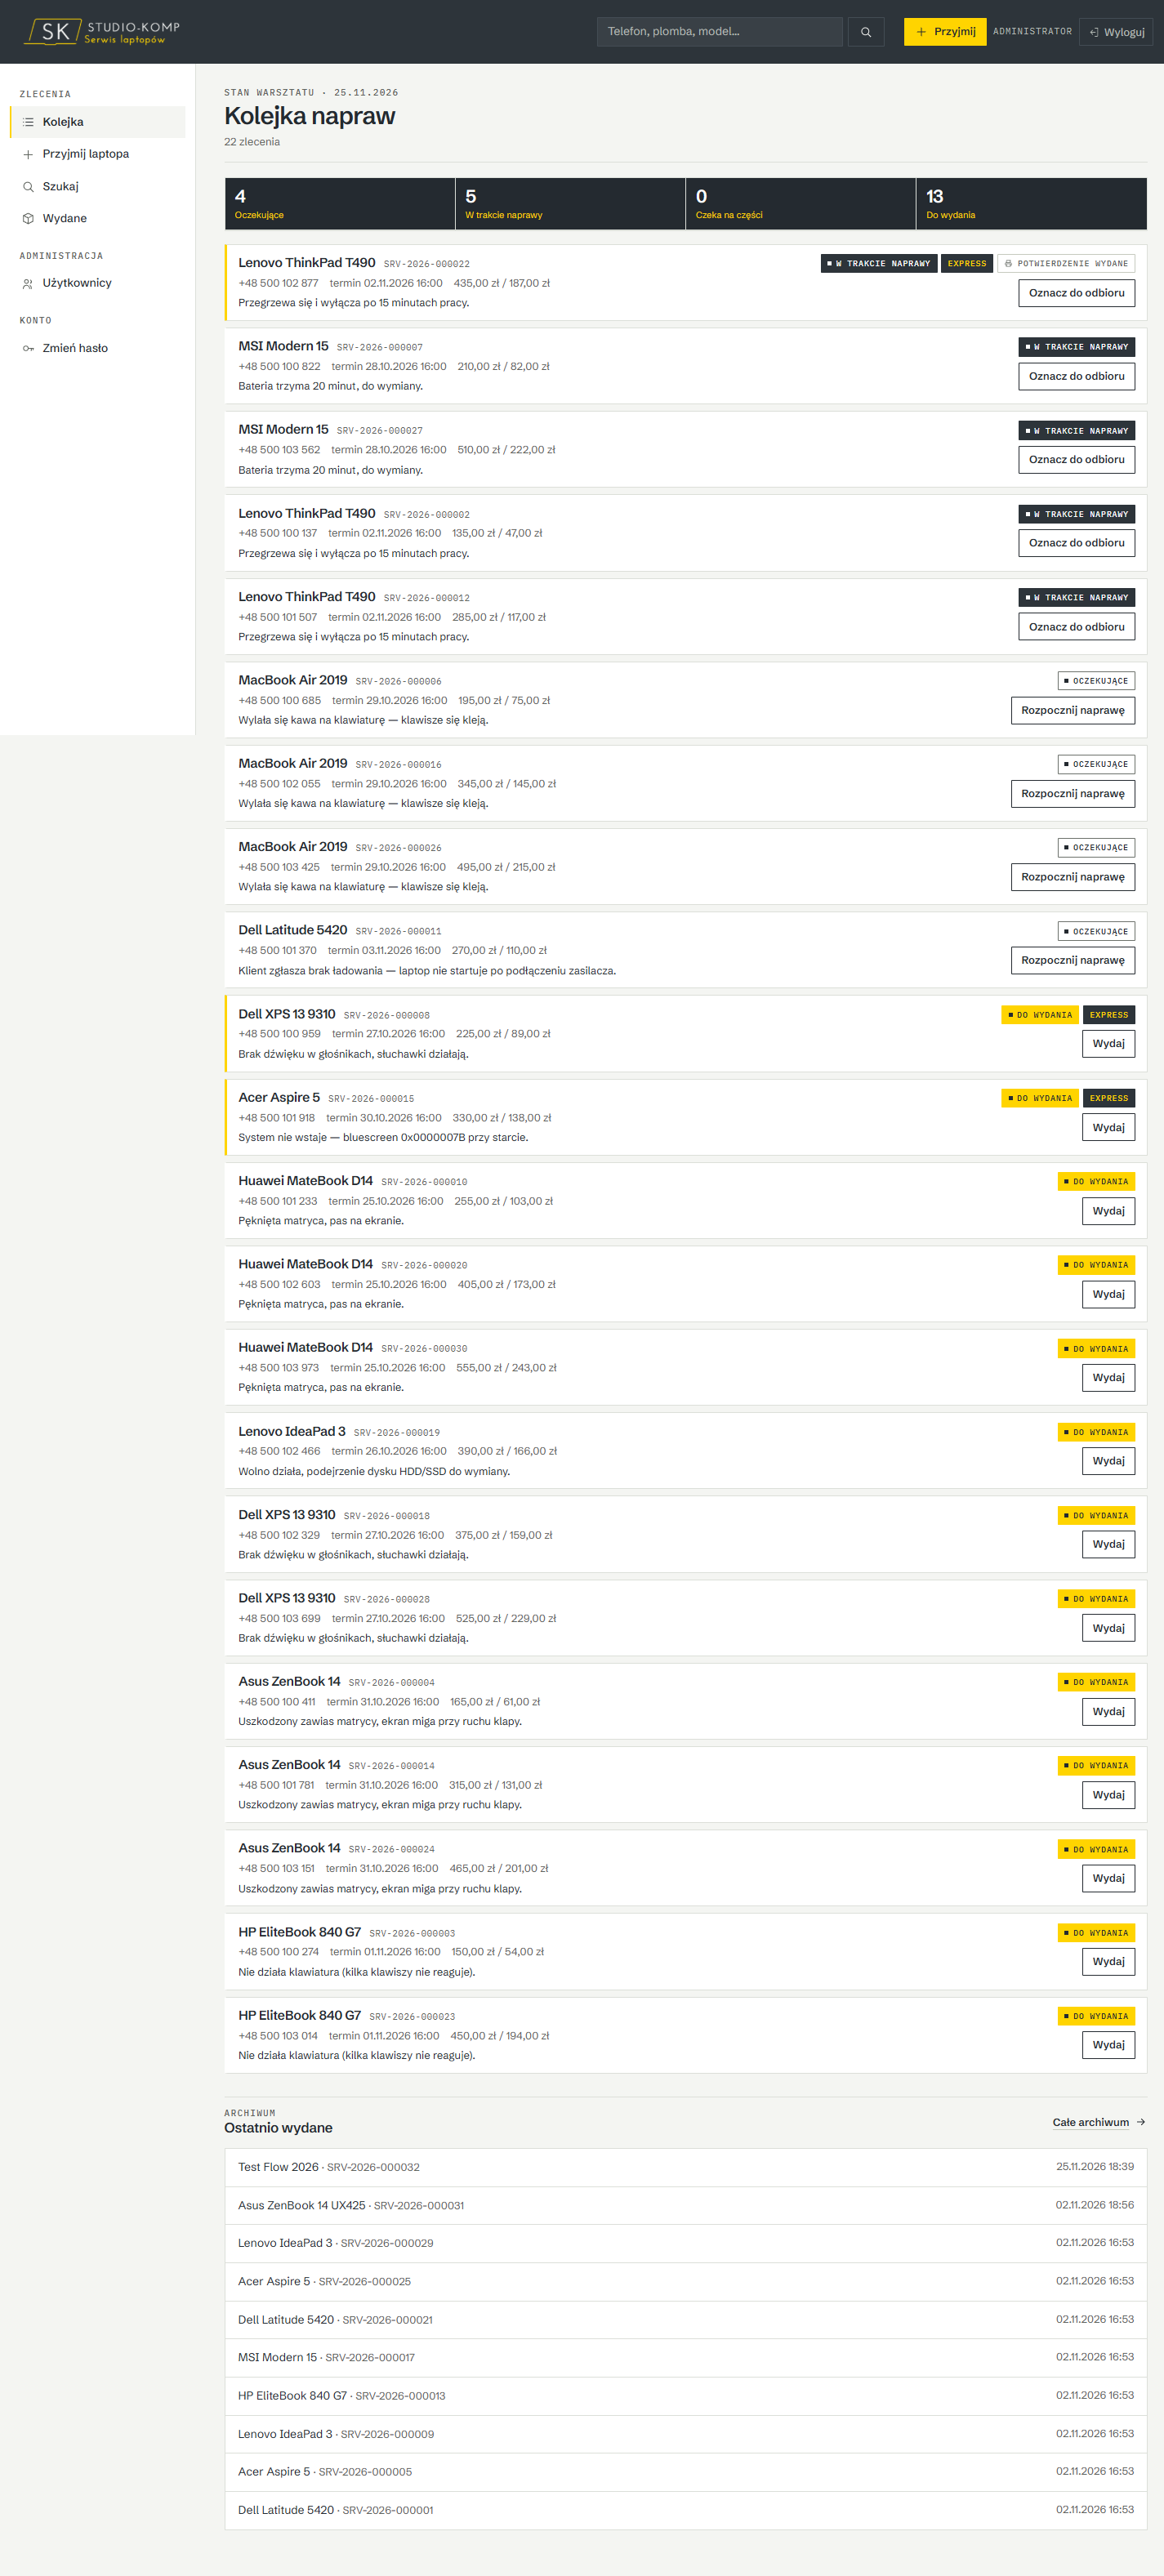 SK STUDIO-KOMP
Serwis laptopów
Telefon, plomba, model...
Przyjmij
ADMINISTRATOR
Wyloguj
ZLECENIA
Kolejka
Przyjmij laptopa
Szukaj
Wydane
ADMINISTRACJA
Użytkownicy
KONTO
Zmień hasło
STAN WARSZTATU · 25.11.2026
Kolejka napraw
22 zlecenia
4
Oczekujące
5
W trakcie naprawy
0
Czeka na części
13
Do wydania
Lenovo ThinkPad T490 SRV-2026-000022
W TRAKCIE NAPRAWY EXPRESS POTWIERDZENIE WYDANE
+48 500 102 877 termin 02.11.2026 16:00 435,00 zł / 187,00 zł
Przegrzewa się i wyłącza po 15 minutach pracy.
Oznacz do odbioru
MSI Modern 15 SRV-2026-000007
W TRAKCIE NAPRAWY
+48 500 100 822 termin 28.10.2026 16:00 210,00 zł / 82,00 zł
Bateria trzyma 20 minut, do wymiany.
Oznacz do odbioru
MSI Modern 15 SRV-2026-000027
W TRAKCIE NAPRAWY
+48 500 103 562 termin 28.10.2026 16:00 510,00 zł / 222,00 zł
Bateria trzyma 20 minut, do wymiany.
Oznacz do odbioru
Lenovo ThinkPad T490 SRV-2026-000002
W TRAKCIE NAPRAWY
+48 500 100 137 termin 02.11.2026 16:00 135,00 zł / 47,00 zł
Przegrzewa się i wyłącza po 15 minutach pracy.
Oznacz do odbioru
Lenovo ThinkPad T490 SRV-2026-000012
W TRAKCIE NAPRAWY
+48 500 101 507 termin 02.11.2026 16:00 285,00 zł / 117,00 zł
Przegrzewa się i wyłącza po 15 minutach pracy.
Oznacz do odbioru
MacBook Air 2019 SRV-2026-000006
OCZEKUJĄCE
+48 500 100 685 termin 29.10.2026 16:00 195,00 zł / 75,00 zł
Wylała się kawa na klawiaturę — klawisze się kleją.
Rozpocznij naprawę
MacBook Air 2019 SRV-2026-000016
OCZEKUJĄCE
+48 500 102 055 termin 29.10.2026 16:00 345,00 zł / 145,00 zł
Wylała się kawa na klawiaturę — klawisze się kleją.
Rozpocznij naprawę
MacBook Air 2019 SRV-2026-000026
OCZEKUJĄCE
+48 500 103 425 termin 29.10.2026 16:00 495,00 zł / 215,00 zł
Wylała się kawa na klawiaturę — klawisze się kleją.
Rozpocznij naprawę
Dell Latitude 5420 SRV-2026-000011
OCZEKUJĄCE
+48 500 101 370 termin 03.11.2026 16:00 270,00 zł / 110,00 zł
Klient zgłasza brak ładowania — laptop nie startuje po podłączeniu zasilacza.
Rozpocznij naprawę
Dell XPS 13 9310 SRV-2026-000008
DO WYDANIA EXPRESS
+48 500 100 959 termin 27.10.2026 16:00 225,00 zł / 89,00 zł
Brak dźwięku w głośnikach, słuchawki działają.
Wydaj
Acer Aspire 5 SRV-2026-000015
DO WYDANIA EXPRESS
+48 500 101 918 termin 30.10.2026 16:00 330,00 zł / 138,00 zł
System nie wstaje — bluescreen 0x0000007B przy starcie.
Wydaj
Huawei MateBook D14 SRV-2026-000010
DO WYDANIA
+48 500 101 233 termin 25.10.2026 16:00 255,00 zł / 103,00 zł
Pęknięta matryca, pas na ekranie.
Wydaj
Huawei MateBook D14 SRV-2026-000020
DO WYDANIA
+48 500 102 603 termin 25.10.2026 16:00 405,00 zł / 173,00 zł
Pęknięta matryca, pas na ekranie.
Wydaj
Huawei MateBook D14 SRV-2026-000030
DO WYDANIA
+48 500 103 973 termin 25.10.2026 16:00 555,00 zł / 243,00 zł
Pęknięta matryca, pas na ekranie.
Wydaj
Lenovo IdeaPad 3 SRV-2026-000019
DO WYDANIA
+48 500 102 466 termin 26.10.2026 16:00 390,00 zł / 166,00 zł
Wolno działa, podejrzenie dysku HDD/SSD do wymiany.
Wydaj
Dell XPS 13 9310 SRV-2026-000018
DO WYDANIA
+48 500 102 329 termin 27.10.2026 16:00 375,00 zł / 159,00 zł
Brak dźwięku w głośnikach, słuchawki działają.
Wydaj
Dell XPS 13 9310 SRV-2026-000028
DO WYDANIA
+48 500 103 699 termin 27.10.2026 16:00 525,00 zł / 229,00 zł
Brak dźwięku w głośnikach, słuchawki działają.
Wydaj
Asus ZenBook 14 SRV-2026-000004
DO WYDANIA
+48 500 100 411 termin 31.10.2026 16:00 165,00 zł / 61,00 zł
Uszkodzony zawias matrycy, ekran miga przy ruchu klapy.
Wydaj
Asus ZenBook 14 SRV-2026-000014
DO WYDANIA
+48 500 101 781 termin 31.10.2026 16:00 315,00 zł / 131,00 zł
Uszkodzony zawias matrycy, ekran miga przy ruchu klapy.
Wydaj
Asus ZenBook 14 SRV-2026-000024
DO WYDANIA
+48 500 103 151 termin 31.10.2026 16:00 465,00 zł / 201,00 zł
Uszkodzony zawias matrycy, ekran miga przy ruchu klapy.
Wydaj
HP EliteBook 840 G7 SRV-2026-000003
DO WYDANIA
+48 500 100 274 termin 01.11.2026 16:00 150,00 zł / 54,00 zł
Nie działa klawiatura (kilka klawiszy nie reaguje).
Wydaj
HP EliteBook 840 G7 SRV-2026-000023
DO WYDANIA
+48 500 103 014 termin 01.11.2026 16:00 450,00 zł / 194,00 zł
Nie działa klawiatura (kilka klawiszy nie reaguje).
Wydaj
ARCHIWUM
Ostatnio wydane
Całe archiwum →
Test Flow 2026 · SRV-2026-000032 25.11.2026 18:39
Asus ZenBook 14 UX425 · SRV-2026-000031 02.11.2026 18:56
Lenovo IdeaPad 3 · SRV-2026-000029 02.11.2026 16:53
Acer Aspire 5 · SRV-2026-000025 02.11.2026 16:53
Dell Latitude 5420 · SRV-2026-000021 02.11.2026 16:53
MSI Modern 15 · SRV-2026-000017 02.11.2026 16:53
HP EliteBook 840 G7 · SRV-2026-000013 02.11.2026 16:53
Lenovo IdeaPad 3 · SRV-2026-000009 02.11.2026 16:53
Acer Aspire 5 · SRV-2026-000005 02.11.2026 16:53
Dell Latitude 5420 · SRV-2026-000001 02.11.2026 16:53